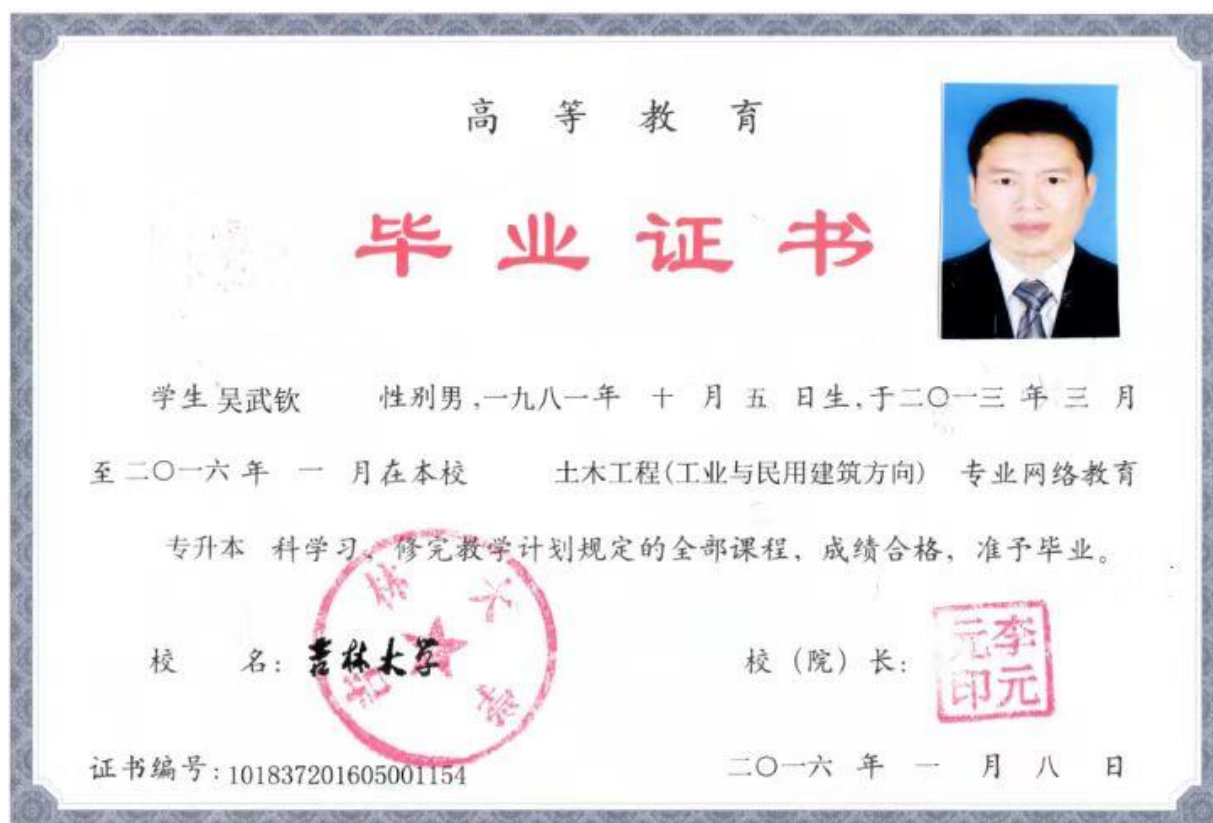 高等教育
毕业证书
学生 吴武钦 性别男,一九八一年 十 月 五 日生,于二〇一三 年 三 月
至二〇一六 年 一 月在本校 土木工程(工业与民用建筑方向) 专业网络教育
专升本 科学习、修完教学计划规定的全部课程,成绩合格,准予毕业。
校 名: 吉林大学
吉林大学
校(院)长:
李元元印
证书编号: 101837201605001154
二〇一六 年 一 月 八 日